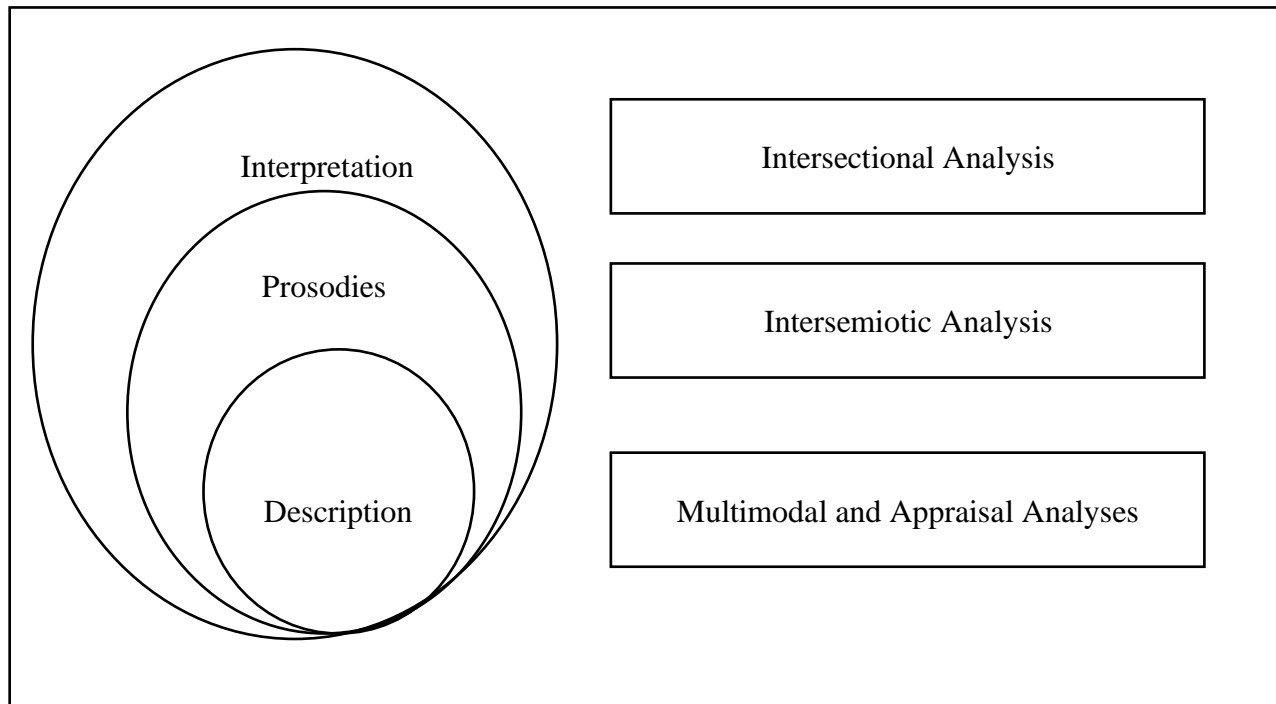 Interpretation
Intersectional Analysis
Prosodies
Intersemiotic Analysis
Description
Multimodal and Appraisal Analyses